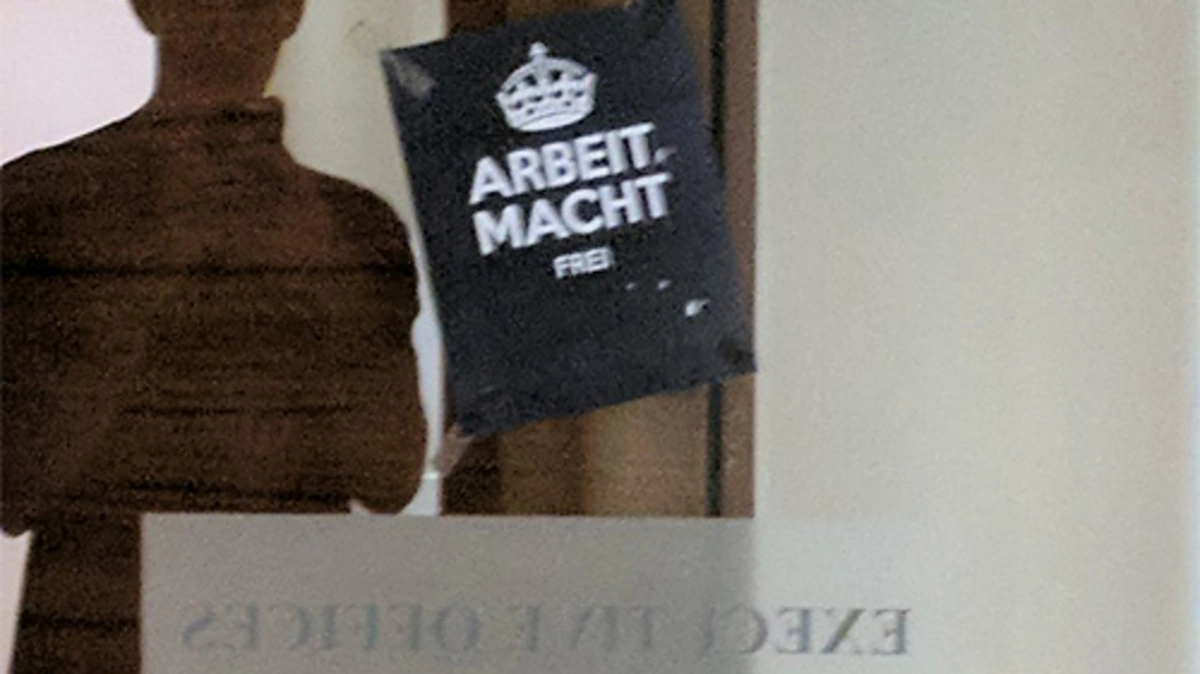 ARBEIT
MACHT
FREI
EXECUTIVE OFFICES